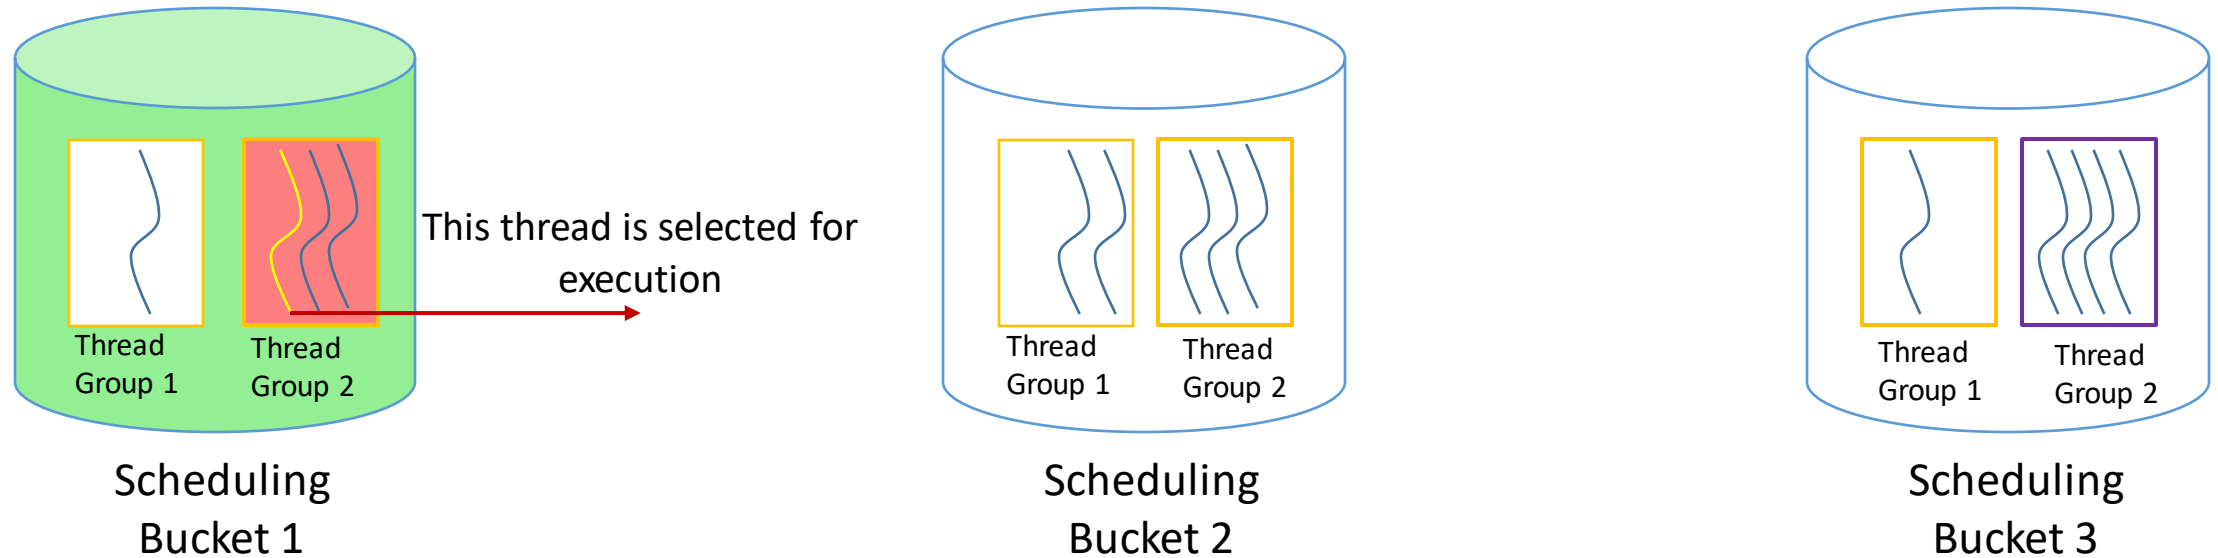 This thread is selected for
execution
Thread
Group 1
Thread
Group 2
Thread
Group 1
Thread
Group 2
Thread
Group 1
Thread
Group 2
Scheduling
Bucket 1
Scheduling
Bucket 2
Scheduling
Bucket 3